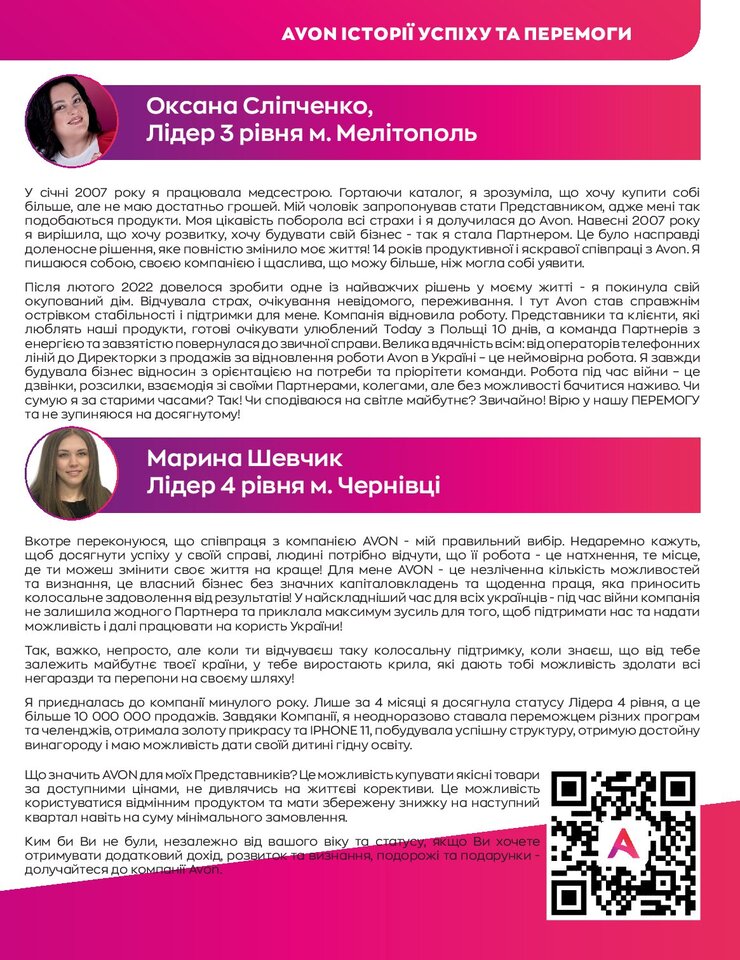 AVON ІСТОРІЇ УСПІХУ ТА ПЕРЕМОГИ
Оксана Сліпченко,
Лідер 3 рівня м. Мелітополь
У січні 2007 року я працювала медсестрою. Гортаючи каталог, я зрозуміла, що хочу купити собі
більше, але не маю достатньо грошей. Мій чоловік запропонував стати Представником, адже мені так
подобаються продукти. Моя цікавість поборола всі страхи і я долучилася до Avon. Навесні 2007 року
я вирішила, що хочу розвитку, хочу будувати свій бізнес - так я стала Партнером. Це було насправді
доленосне рішення, яке повністю змінило моє життя! 14 років продуктивної і яскравої співпраці з Avon. Я
пишаюся собою, своєю компанією і щаслива, що можу більше, ніж могла собі уявити.
Після лютого 2022 довелося зробити одне із найважчих рішень у моєму житті - я покинула свій
окупований дім. Відчувала страх, очікування невідомого, переживання. І тут Avon став справжнім
острівком стабільності і підтримки для мене. Компанія відновила роботу. Представники та клієнти, які
люблять наші продукти, готові очікувати улюблений Today з Польщі 10 днів, а команда Партнерів з
енергією та завзятістю повернулася до звичної справи. Велика вдячність всім: від операторів телефонних
ліній до Директорки з продажів за відновлення роботи Avon в Україні – це неймовірна робота. Я завжди
будувала бізнес відносин з орієнтацією на потреби та пріорітети команди. Робота під час війни – це
дзвінки, розсилки, взаємодія зі своїми Партнерами, колегами, але без можливості бачитися наживо. Чи
сумую я за старими часами? Так! Чи сподіваюся на світле майбутнє? Звичайно! Вірю у нашу ПЕРЕМОГУ
та не зупиняюся на досягнутому!
Марина Шевчик
Лідер 4 рівня м. Чернівці
Вкотре переконуюся, що співпраця з компанією AVON - мій правильний вибір. Недаремно кажуть,
щоб досягнути успіху у своїй справі, людині потрібно відчути, що її робота - це натхнення, те місце,
де ти можеш змінити своє життя на краще! Для мене AVON - це незліченна кількість можливостей
та визнання, це власний бізнес без значних капіталовкладень та щоденна праця, яка приносить
колосальне задоволення від результатів! У найскладніший час для всіх українців - під час війни компанія
не залишила жодного Партнера та приклала максимум зусиль для того, щоб підтримати нас та надати
можливість і далі працювати на користь України!
Так, важко, непросто, але коли ти відчуваєш таку колосальну підтримку, коли знаєш, що від тебе
залежить майбутнє твоєї країни, у тебе виростають крила, які дають тобі можливість здолати всі
негаразди та перепони на своєму шляху!
Я приєдналась до компанії минулого року. Лише за 4 місяці я досягнула статусу Лідера 4 рівня, а це
більше 10 000 000 продажів. Завдяки Компанії, я неодноразово ставала переможцем різних програм
та челенджів, отримала золоту прикрасу та IPHONE 11, побудувала успішну структуру, отримую достойну
винагороду і маю можливість дати своїй дитині гідну освіту.
Що значить AVON для моїх Представників? Це можливість купувати якісні товари
за доступними цінами, не дивлячись на життєві корективи. Це можливість
користуватися відмінним продуктом та мати збережену знижку на наступний
квартал навіть на суму мінімального замовлення.
Ким би Ви не були, незалежно від вашого віку та статусу, якщо Ви хочете
отримувати додатковий дохід, розвиток та визнання, подорожі та подарунки -
долучайтеся до компанії Avon.